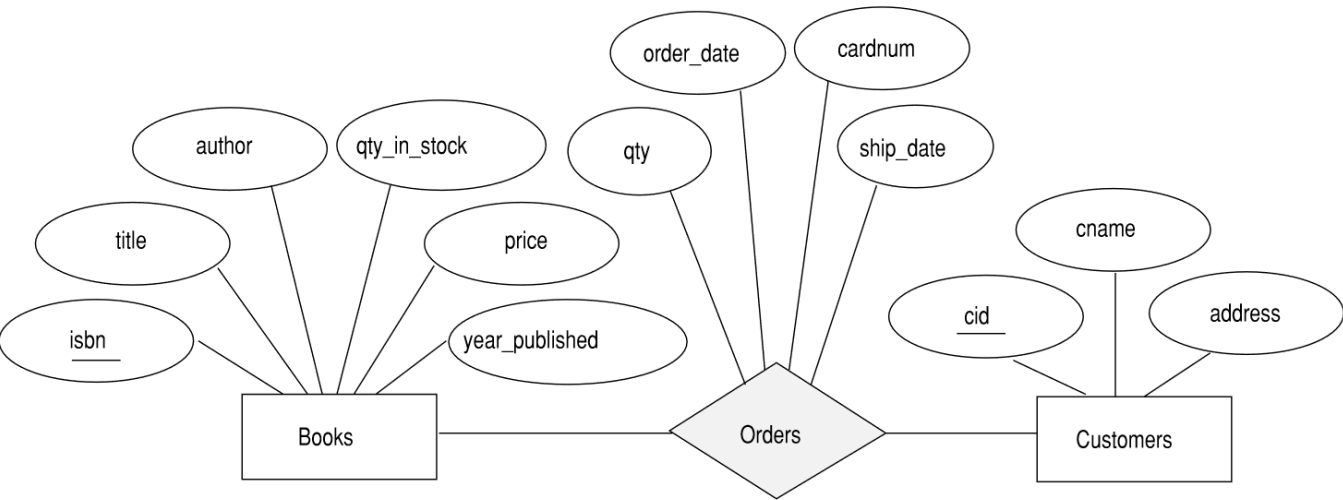 order_date
cardnum
author
qty_in_stock
qty
ship_date
title
price
cname
isbn
year_published
cid
address
Books
Orders
Customers